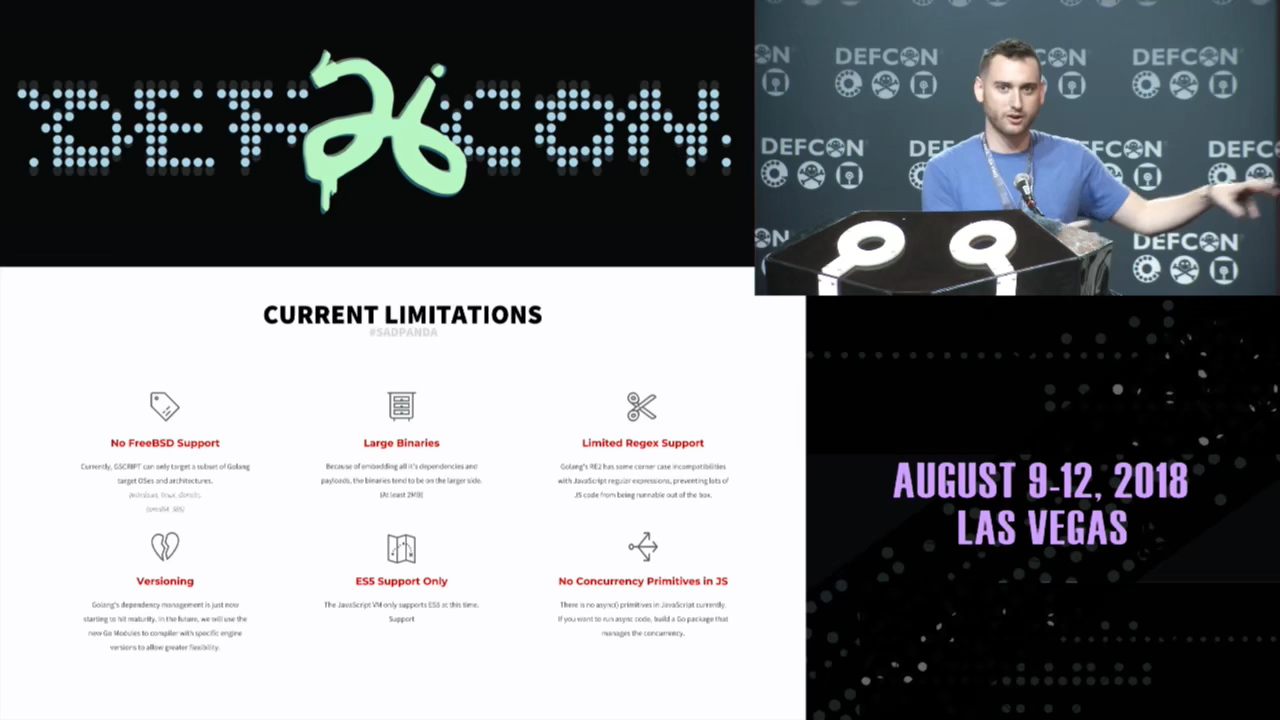 DEFCON
26
DEFCON
DEFCON
DEFCON
DEFCON
DEFCON
CURRENT LIMITATIONS
#SADPANDA
No FreeBSD Support
Currently, GSCRIPT can only target a subset of Golang
target OSes and architectures.
(windows, linux, darwin)
(amd64, 386)
Large Binaries
Because of embedding all it's dependencies and
payloads, the binaries tend to be on the larger side.
(At least 2MB)
Limited Regex Support
Golang's RE2 has some corner case incompatibilities
with JavaScript regular expressions, preventing lots of
JS code from being runnable out of the box.
Versioning
Golang's dependency management is just now
starting to hit maturity. In the future, we will use the
new Go Modules to compiler with specific engine
versions to allow greater flexibility.
ES5 Support Only
The JavaScript VM only supports ES5 at this time.
Support
No Concurrency Primitives in JS
There is no async() primitives in JavaScript currently.
If you want to run async code, build a Go package that
manages the concurrency.
AUGUST 9-12, 2018
LAS VEGAS